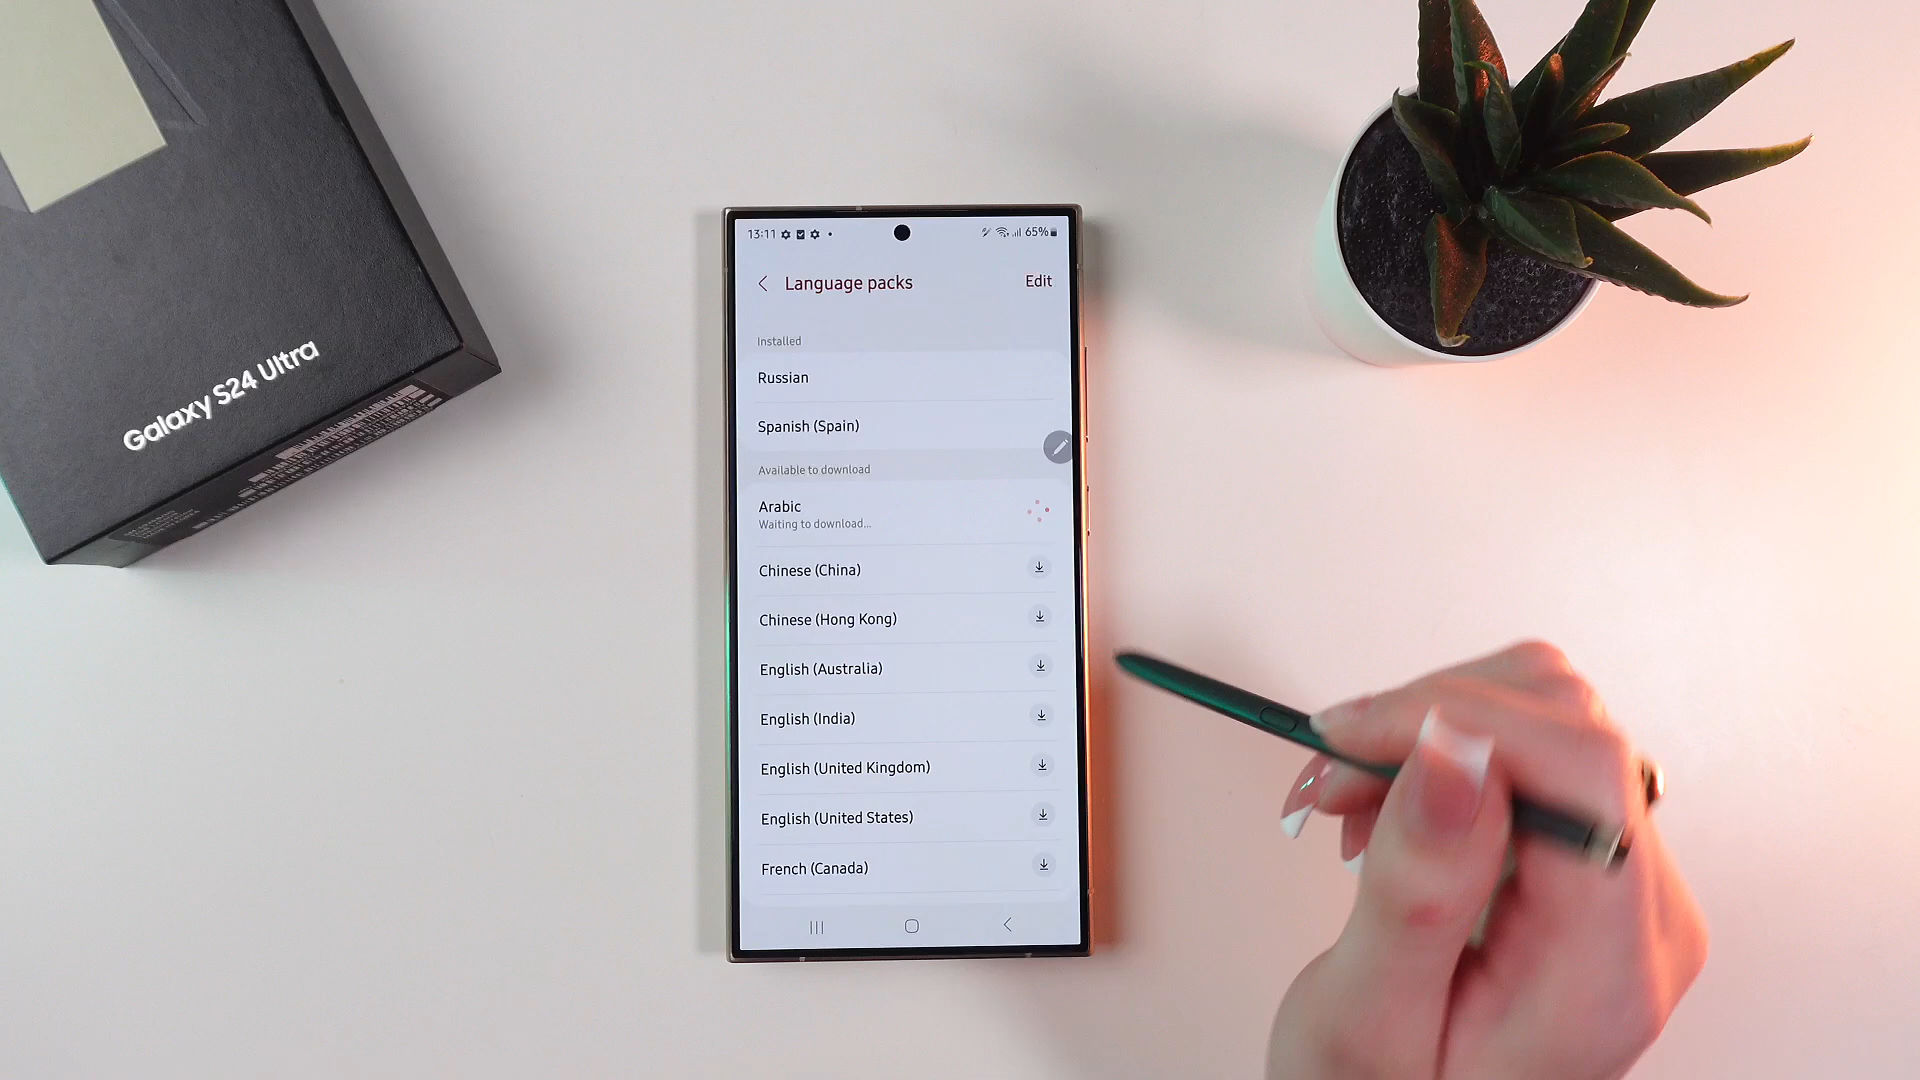 Galaxy S24 Ultra
13:11
65%
Language packs
Edit
Installed
Russian
Spanish (Spain)
Available to download
Arabic
Waiting to download...
Chinese (China)
Chinese (Hong Kong)
English (Australia)
English (India)
English (United Kingdom)
English (United States)
French (Canada)